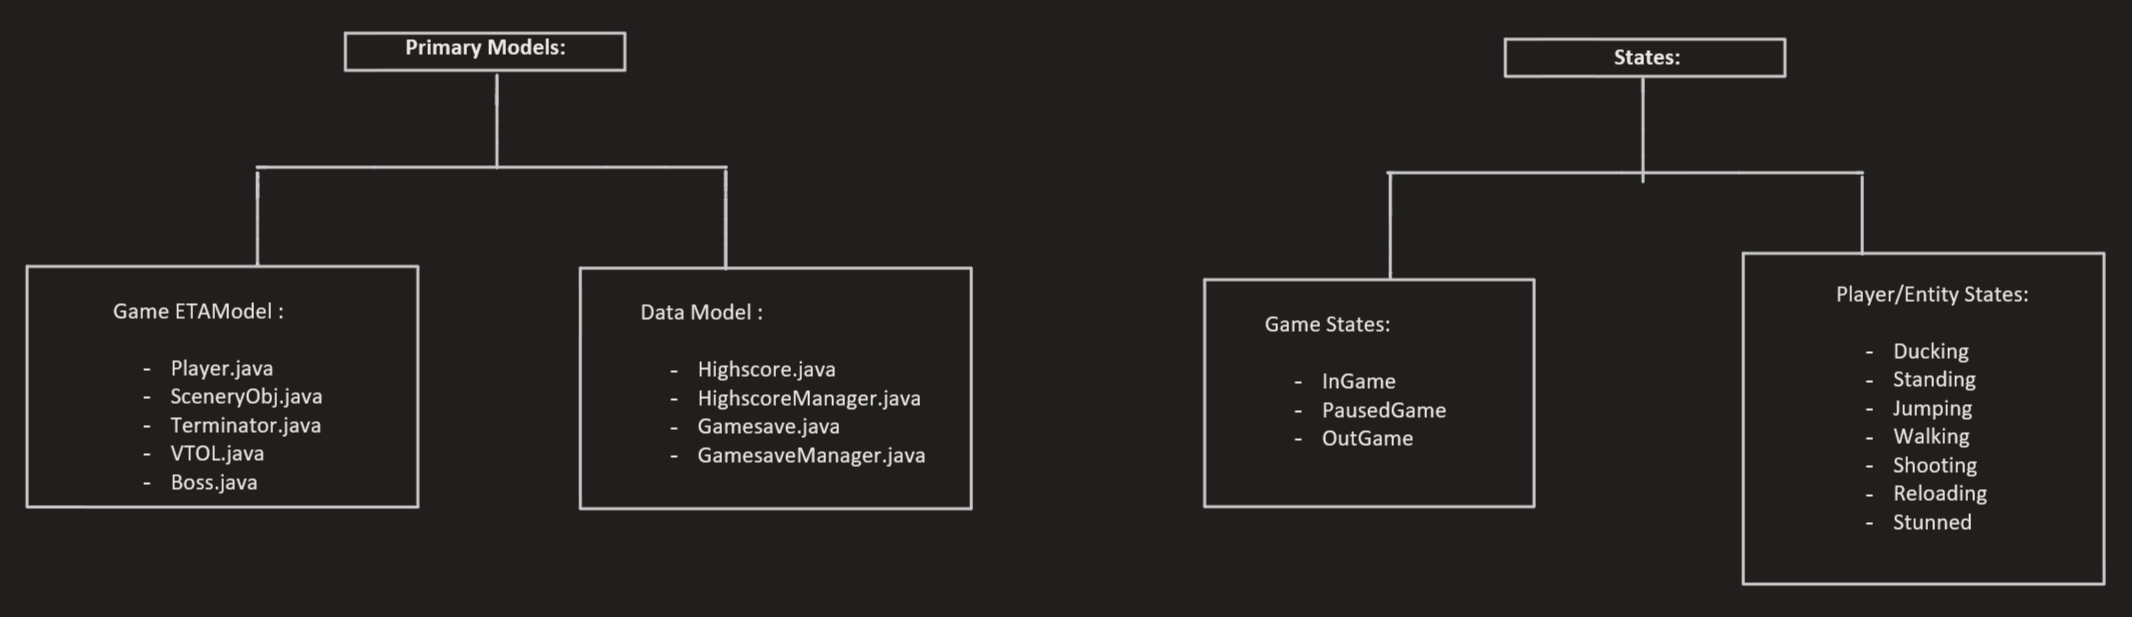 Primary Models:
Game ETAModel :
- Player.java
- SceneryObj.java
- Terminator.java
- VTOL.java
- Boss.java
Data Model :
- Highscore.java
- HighscoreManager.java
- Gamesave.java
- GamesaveManager.java
States:
Game States:
- InGame
- PausedGame
- OutGame
Player/Entity States:
- Ducking
- Standing
- Jumping
- Walking
- Shooting
- Reloading
- Stunned